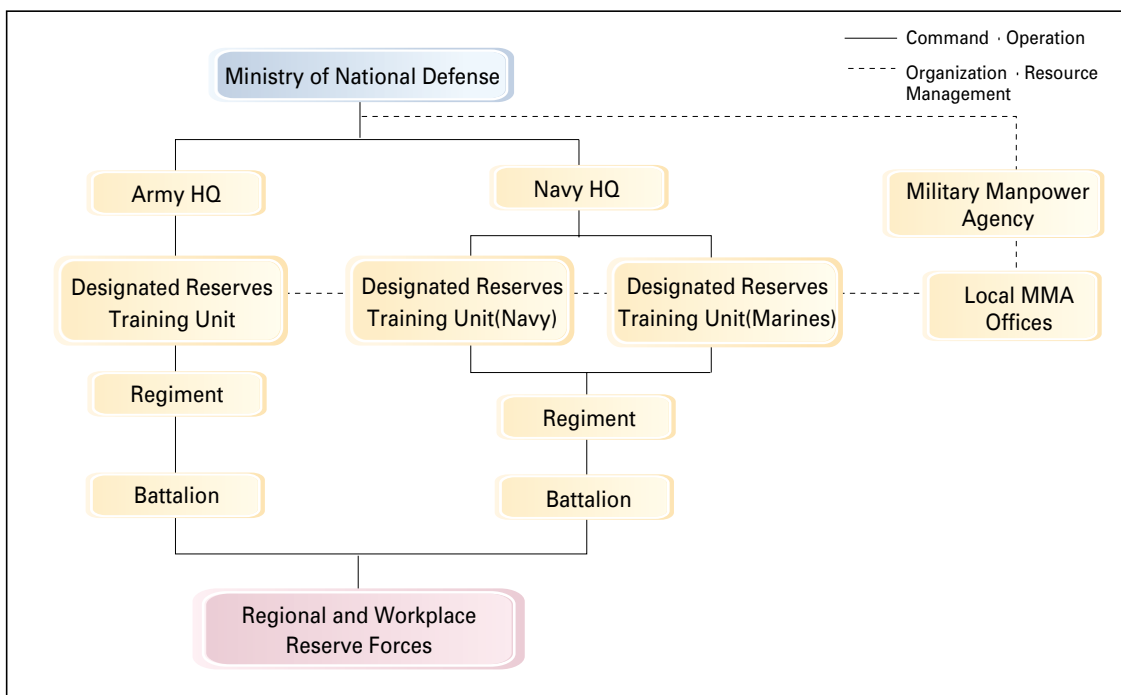 Command · Operation
Organization · Resource
Management
Ministry of National Defense
Army HQ
Navy HQ
Military Manpower
Agency
Designated Reserves
Training Unit
Designated Reserves
Training Unit(Navy)
Designated Reserves
Training Unit(Marines)
Local MMA
Offices
Regiment
Regiment
Battalion
Battalion
Regional and Workplace
Reserve Forces